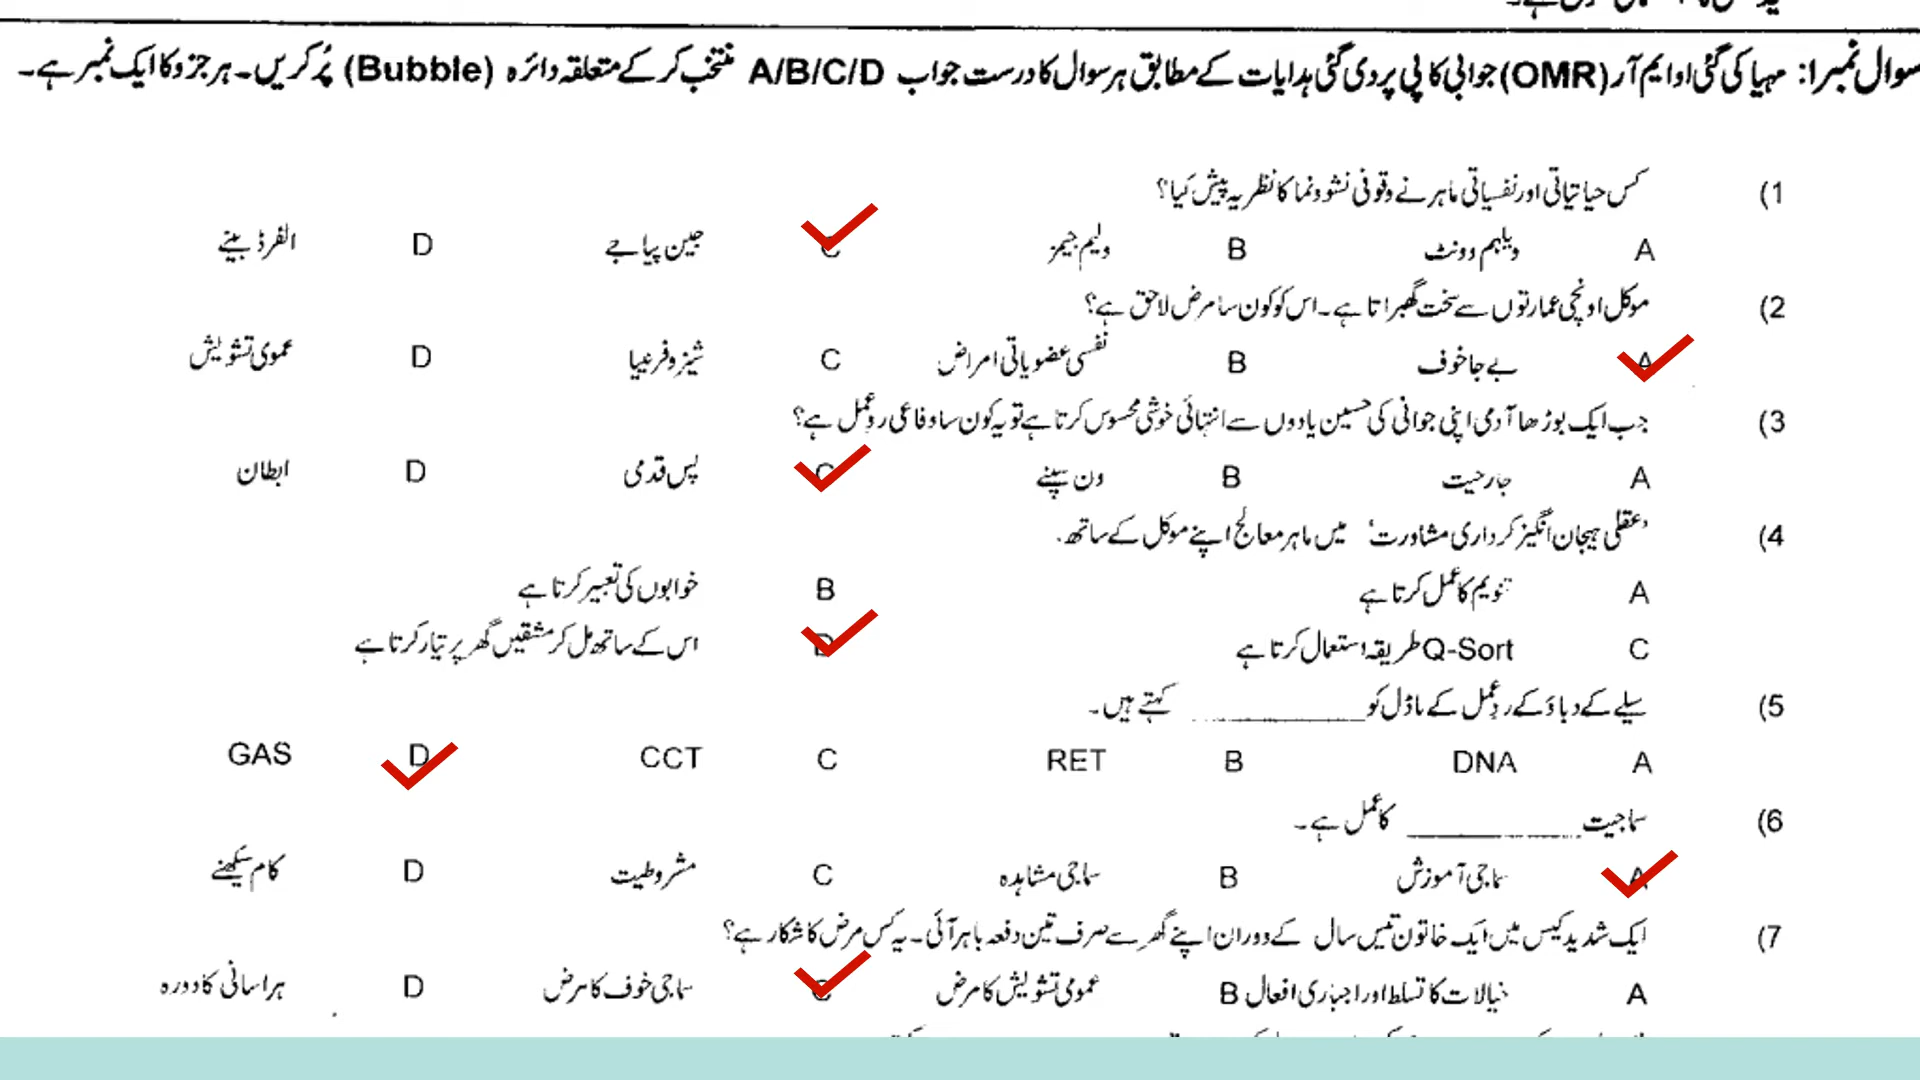 سوال نمبر ا: مہیا کی گئی او ایم آر (OMR) جوابی کاپی پر دی گئی ہدایات کے مطابق ہر سوال کا درست جواب A/B/C/D منتخب کر کے متعلقہ دائرہ (Bubble) پُر کریں۔ ہر جزو کا ایک نمبر ہے۔
(1 کس حیاتیاتی اور نفسیاتی ماہر نے وقوفی نشوونما کا نظریہ پیش کیا؟
A ویلہم وونٹ B ولیم جیمز C جین پیاجے D الفرڈ بینے
(2 موکل اونچی عمارتوں سے سخت گھبراتا ہے۔ اس کو کون سا مرض لاحق ہے؟
A بے جا خوف B نفسی عضویاتی امراض C شیزوفرینیا D عمومی تشویش
(3 جب ایک بوڑھا آدمی اپنی جوانی کی حسین یادوں سے انتہائی خوشی محسوس کرتا ہے تو یہ کون سا دفاعی ردِعمل ہے؟
A جارحیت B دن سپنے C پس قدمی D ابطان
(4 'عقلی ہیجان انگیز کرداری مشاورت' میں ماہر معالج اپنے موکل کے ساتھ۔
A تنویم کا عمل کرتا ہے B خوابوں کی تعبیر کرتا ہے
C Q-Sort طریقہ استعمال کرتا ہے D اس کے ساتھ مل کر مشقیں گھر پر تیار کرتا ہے
(5 سیلے کے دباؤ کے ردِعمل کے ماڈل کو ____________ کہتے ہیں۔
A DNA B RET C CCT D GAS
(6 سماجیت ____________ کا عمل ہے۔
A سماجی آموزش B سماجی مشاہدہ C مشروطیت D کام سیکھنے
(7 ایک شدید کیس میں ایک خاتون تیس سال کے دوران اپنے گھر سے صرف تین دفعہ باہر آئی۔ یہ کس مرض کا شکار ہے؟
A خیالات کا تسلط اور اجباری افعال B عمومی تشویش کا مرض C سماجی خوف کا مرض D ہراسانی کا دورہ